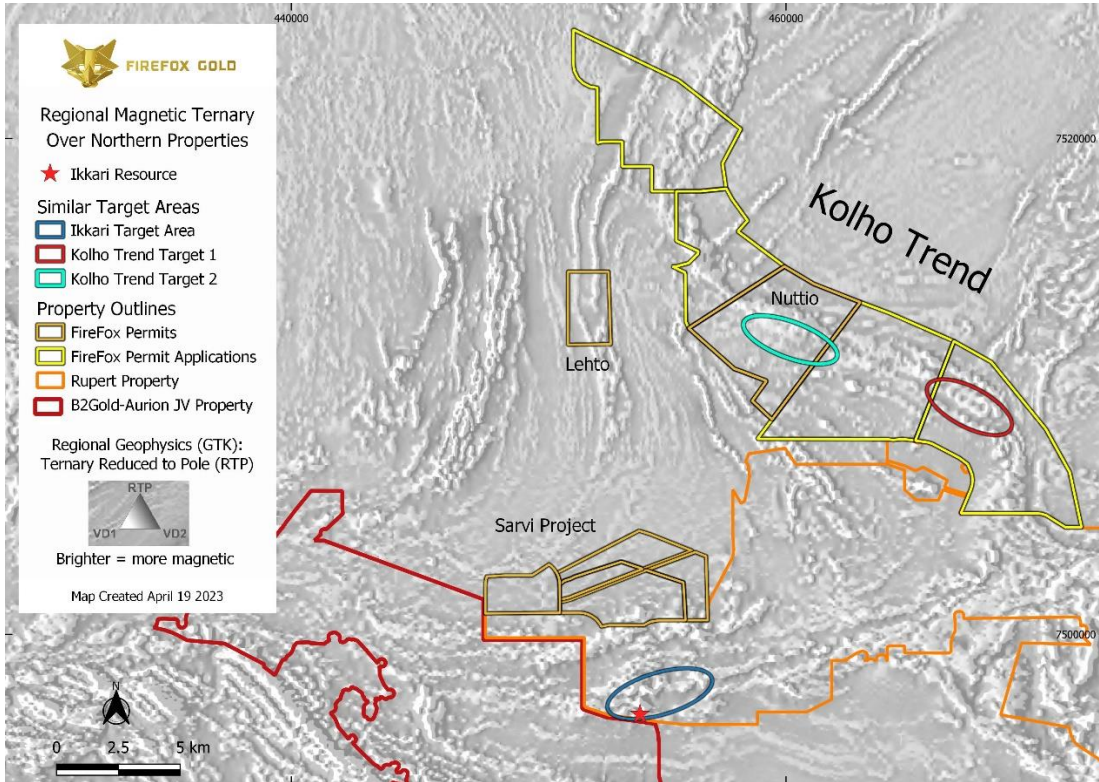 FIREFOX GOLD
Regional Magnetic Ternary
Over Northern Properties
Ikkari Resource
Similar Target Areas
Ikkari Target Area
Kolho Trend Target 1
Kolho Trend Target 2
Property Outlines
FireFox Permits
FireFox Permit Applications
Rupert Property
B2Gold-Aurion JV Property
Regional Geophysics (GTK):
Ternary Reduced to Pole (RTP)
RTP
VD1 VD2
Brighter = more magnetic
Map Created April 19 2023
440000
460000
7520000
Kolho Trend
Nuttio
Lehto
Sarvi Project
7500000
N
0 2.5 5 km